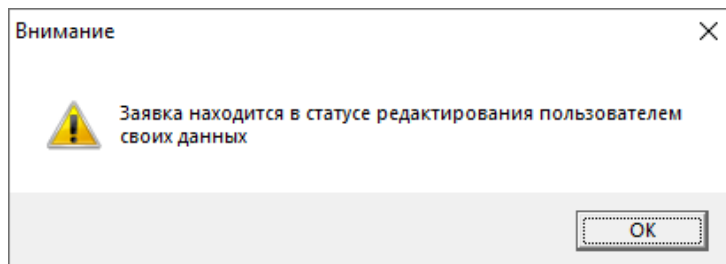 Внимание
Заявка находится в статусе редактирования пользователем
своих данных
OK